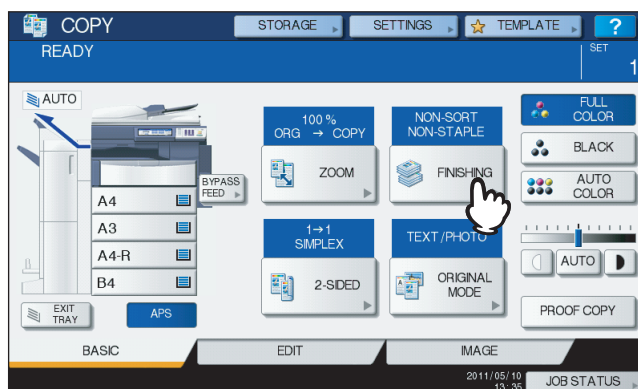 COPY
STORAGE
SETTINGS
TEMPLATE
?
READY
SET
1
AUTO
100 %
ORG → COPY
NON-SORT
NON-STAPLE
FULL
COLOR
ZOOM
FINISHING
BLACK
BYPASS
FEED
AUTO
COLOR
A4
A3
A4-R
B4
1→1
SIMPLEX
TEXT/PHOTO
2-SIDED
ORIGINAL
MODE
AUTO
EXIT
TRAY
APS
PROOF COPY
BASIC
EDIT
IMAGE
2011/05/10
13:35
JOB STATUS